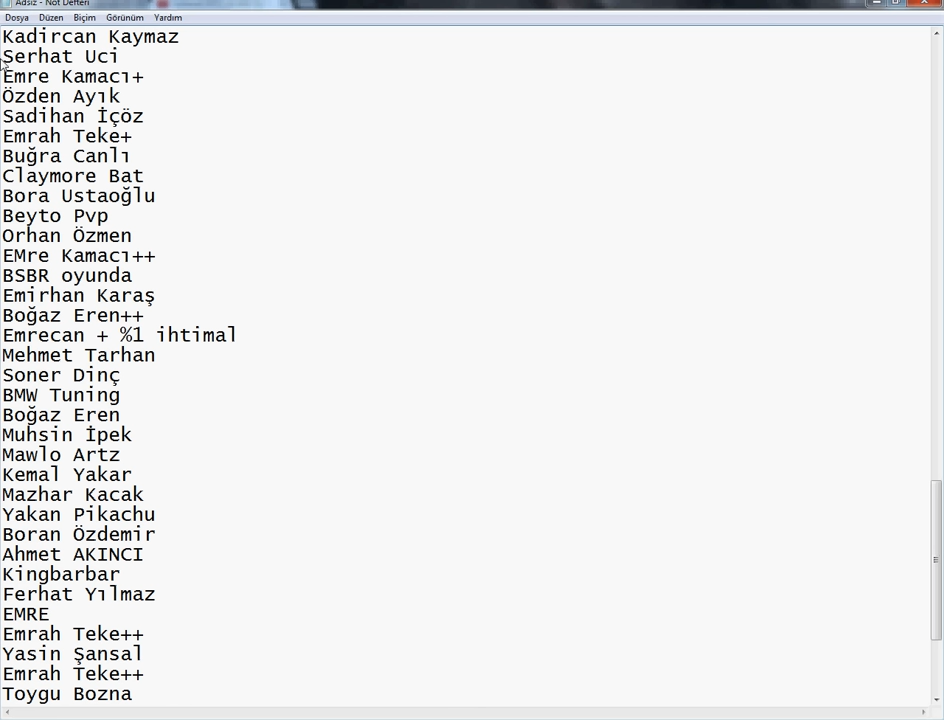 Adsız - Not Defteri
Dosya Düzen Biçim Görünüm Yardım
Kadircan Kaymaz
Serhat Uci
Emre Kamacı+
Özden Ayık
Sadihan İçöz
Emrah Teke+
Buğra Canlı
Claymore Bat
Bora Ustaoğlu
Beyto Pvp
Orhan Özmen
EMre Kamacı++
BSBR oyunda
Emirhan Karaş
Boğaz Eren++
Emrecan + %1 ihtimal
Mehmet Tarhan
Soner Dinç
BMW Tuning
Boğaz Eren
Muhsin İpek
Mawlo Artz
Kemal Yakar
Mazhar Kacak
Yakan Pikachu
Boran Özdemir
Ahmet AKINCI
Kingbarbar
Ferhat Yılmaz
EMRE
Emrah Teke++
Yasin Şansal
Emrah Teke++
Toygu Bozna